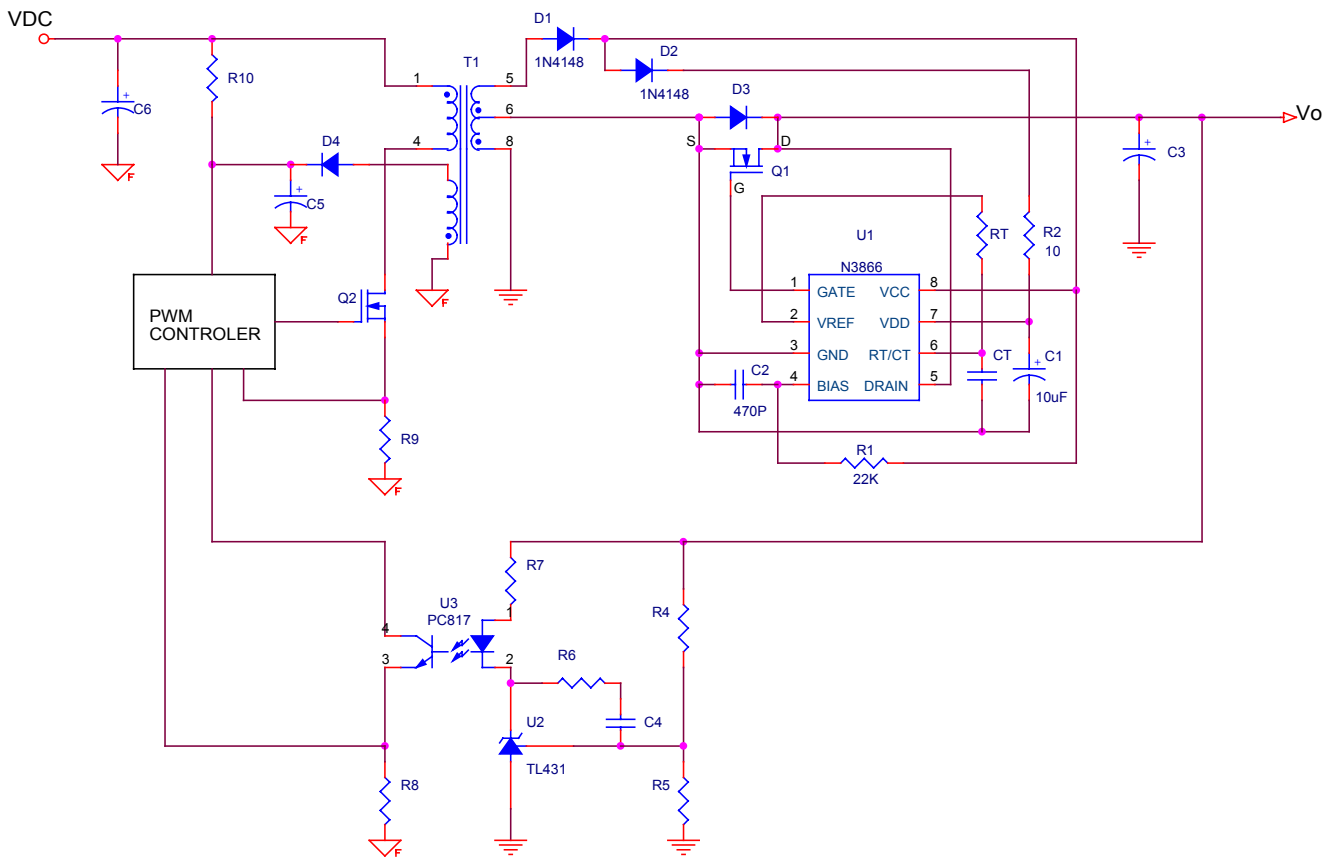 VDC
D1
1N4148
D2
1N4148
R10
T1
1
5
6
4
8
D3
Vo
C6
S
D
Q1
G
C3
D4
C5
U1
RT
R2
10
N3866
Q2
PWM
CONTROLER
1
GATE
VCC
8
2
VREF
VDD
7
3
GND
RT/CT
6
4
BIAS
DRAIN
5
C2
470P
CT
C1
10uF
R9
R1
22K
F
F
F
F
R7
U3
PC817
1
4
3
2
R4
R6
C4
U2
TL431
R8
R5
F